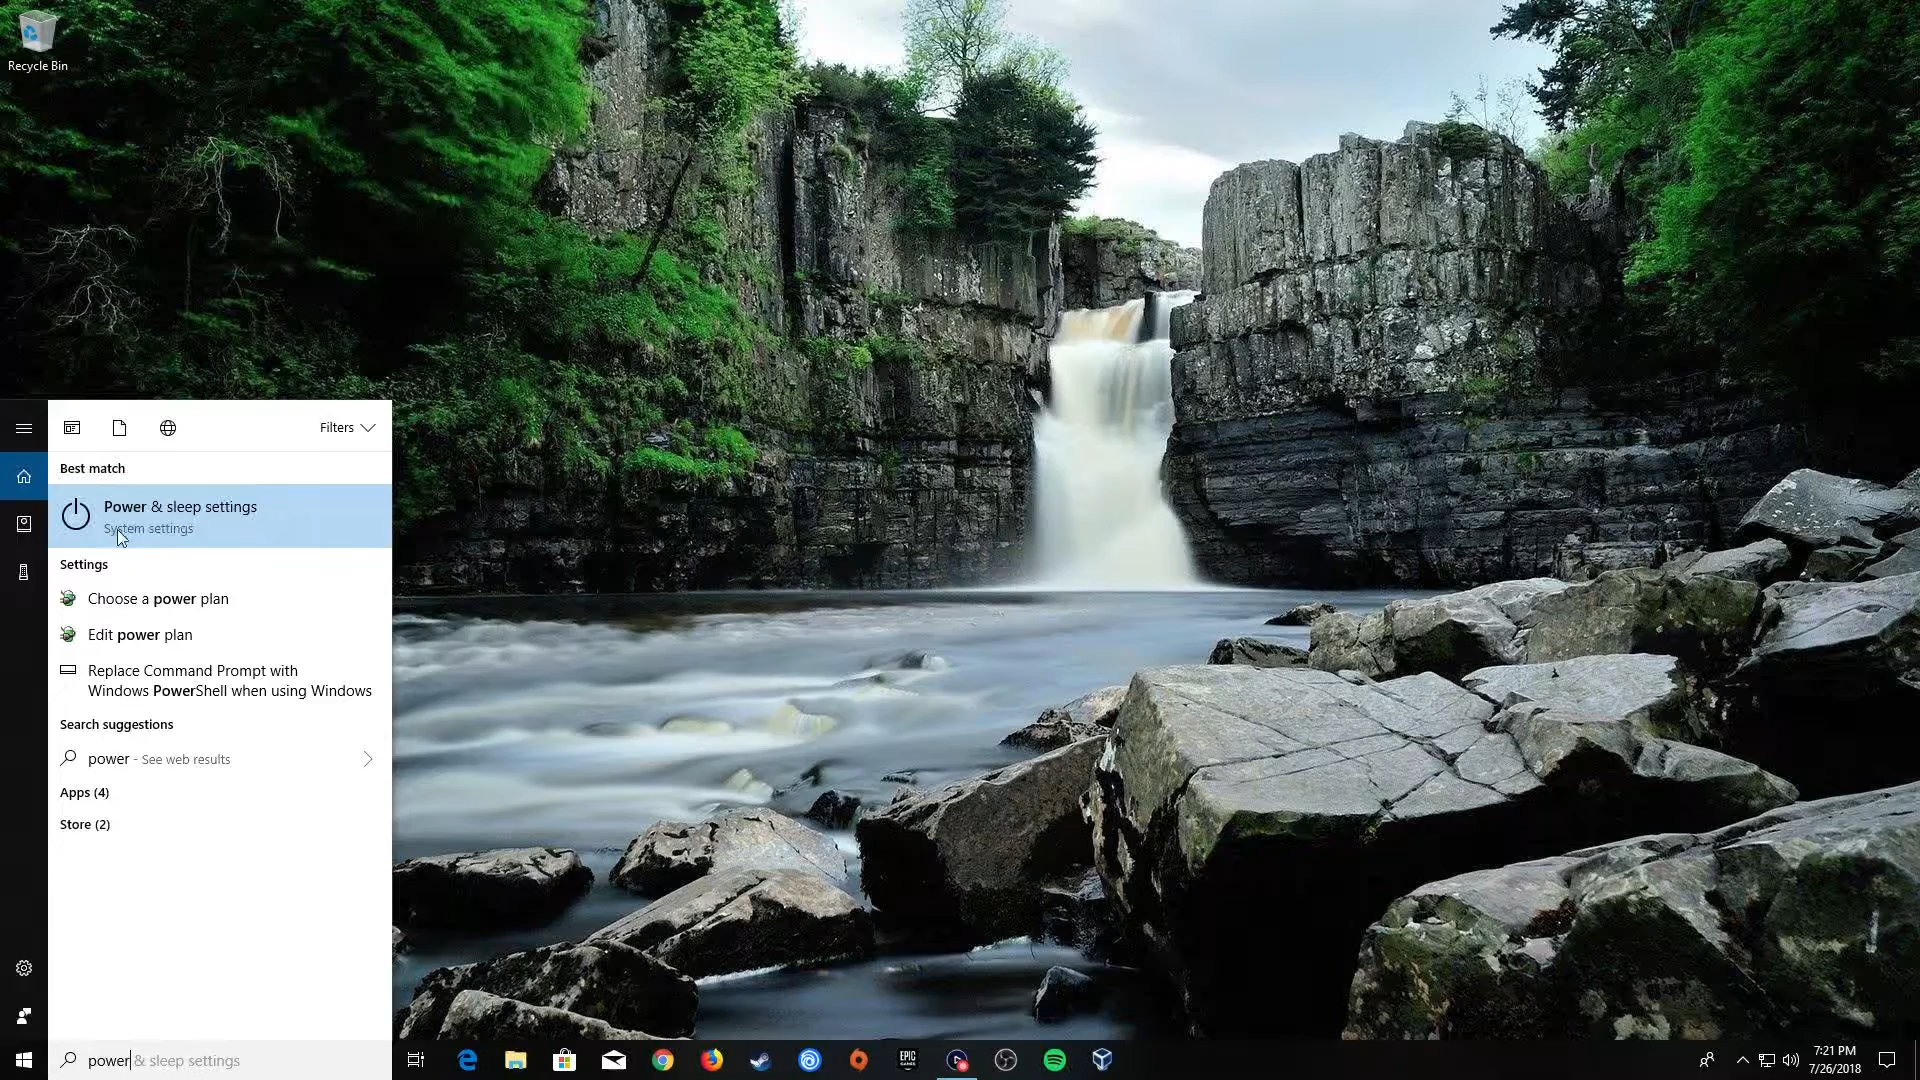 Recycle Bin
Filters
Best match
Power & sleep settings
System settings
Settings
Choose a power plan
Edit power plan
Replace Command Prompt with
Windows PowerShell when using Windows
Search suggestions
power - See web results
Apps (4)
Store (2)
power & sleep settings
EPIC
GAMES
7:21 PM
7/26/2018